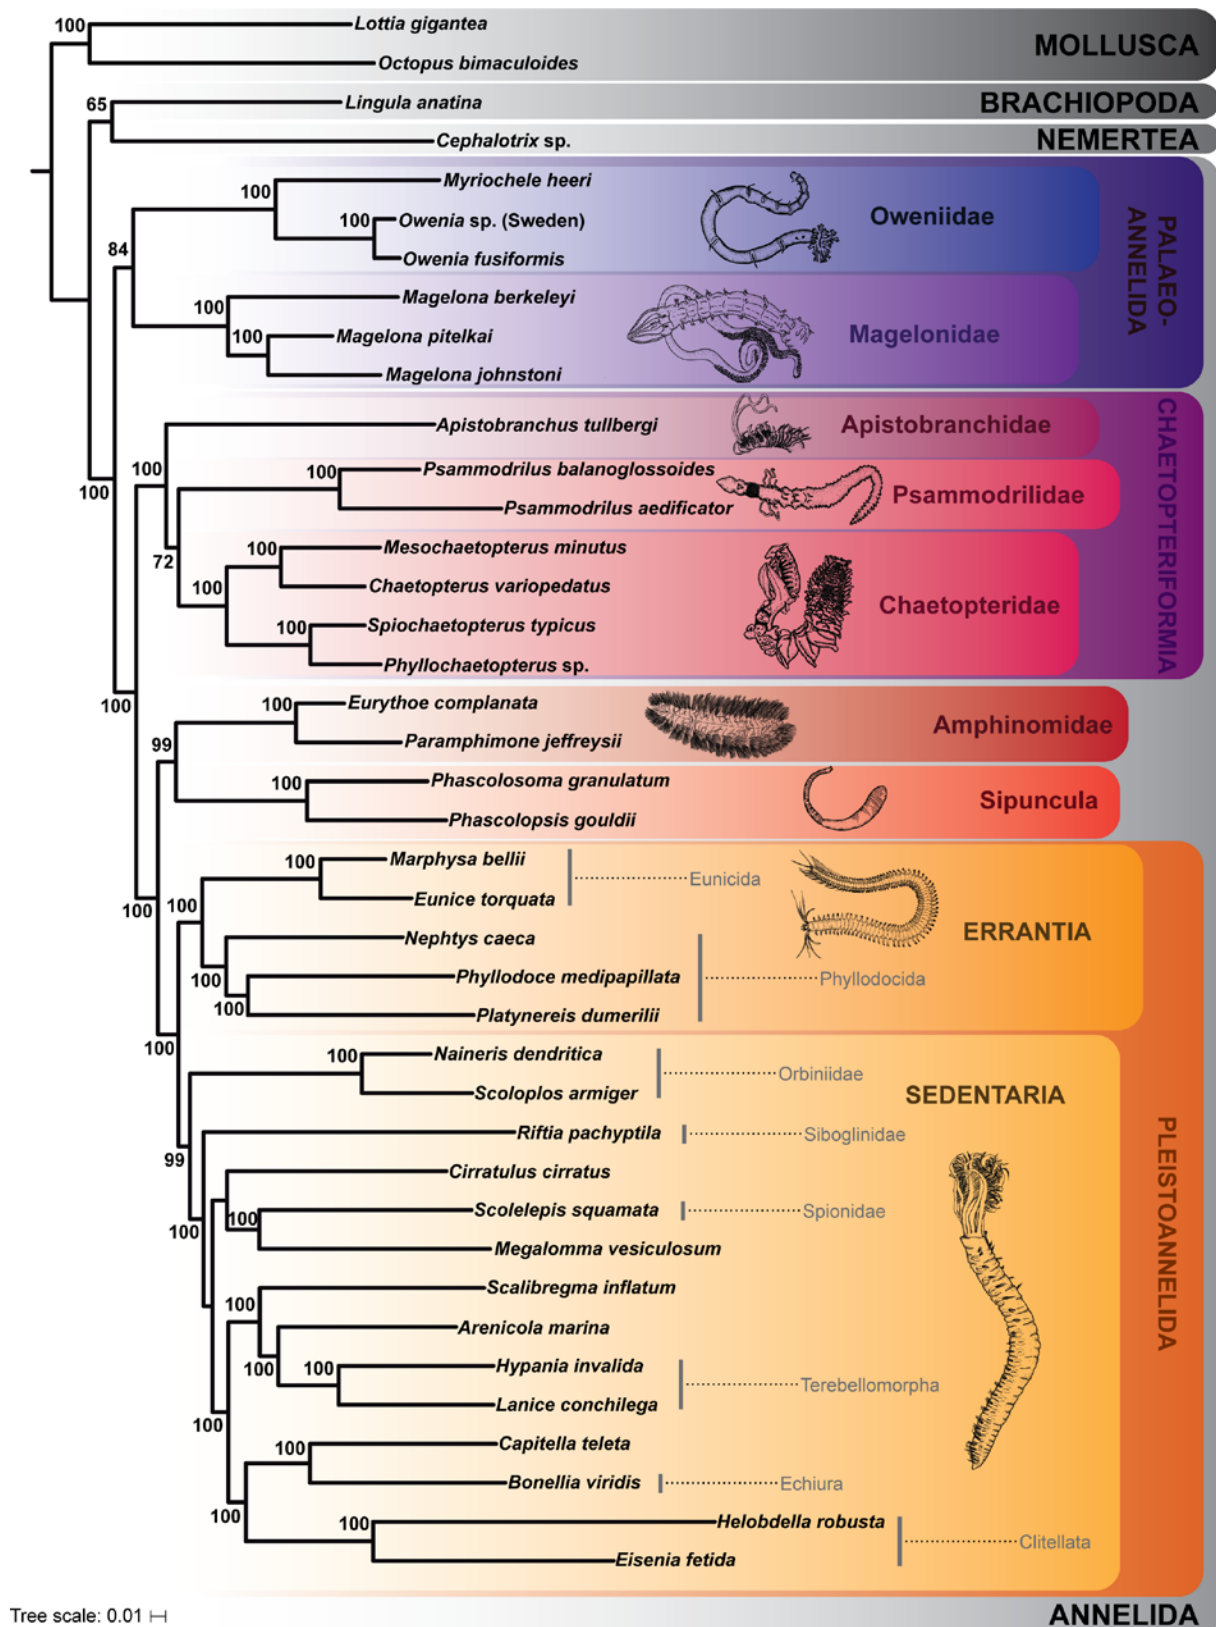 100
Lottia gigantea
Octopus bimaculoides
MOLLUSCA
65
Lingula anatina
BRACHIOPODA
Cephalotrix sp.
NEMERTEA
100
Myriochele heeri
100
Owenia sp. (Sweden)
Owenia fusiformis
Oweniidae
84
100
Magelona berkeleyi
100
Magelona pitelkai
Magelona johnstoni
Magelonidae
PALAEO-
ANNELIDA
100
100
Apistobranchus tullbergi
Apistobranchidae
100
Psammodrilus balanoglossoides
Psammodrilus aedificator
Psammodrilidae
72
100
100
Mesochaetopterus minutus
Chaetopterus variopedatus
100
Spiochaetopterus typicus
Phyllochaetopterus sp.
Chaetopteridae
CHAETOPTERIFORMIA
100
99
100
Eurythoe complanata
Paramphimone jeffreysii
Amphinomidae
100
Phascolosoma granulatum
Phascolopsis gouldii
Sipuncula
100
100
100
Marphysa bellii
Eunice torquata
Eunicida
100
Nephtys caeca
100
Phyllodoce medipapillata
Platynereis dumerilii
Phyllodocida
ERRANTIA
100
100
Naineris dendritica
Scoloplos armiger
Orbiniidae
SEDENTARIA
99
Riftia pachyptila
Siboglinidae
100
Cirratulus cirratus
100
Scolelepis squamata
Spionidae
Megalomma vesiculosum
100
Scalibregma inflatum
100
Arenicola marina
100
Hypania invalida
Lanice conchilega
Terebellomorpha
100
100
Capitella teleta
Bonellia viridis
Echiura
100
100
Helobdella robusta
Eisenia fetida
Clitellata
PLEISTOANNELIDA
Tree scale: 0.01
ANNELIDA